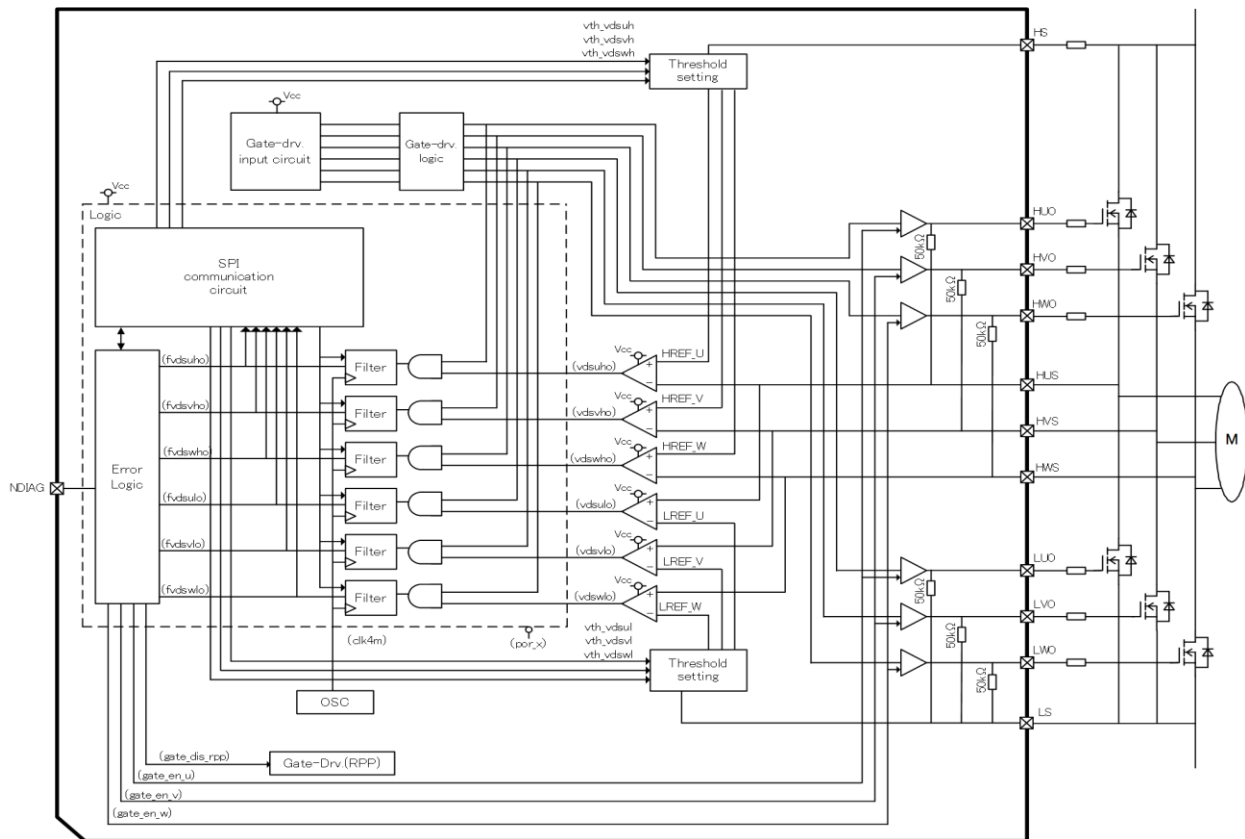 vth_vdsuh
vth_vdsvh
vth_vdswh
Threshold
setting
HS
Vcc
Gate-drv.
input circuit
Gate-drv.
logic
Vcc
Logic
SPI
communication
circuit
HUO
50kΩ
HVO
50kΩ
HWO
50kΩ
Error
Logic
NDIAG
(fvdsuho)
Filter
(vdsuho)
Vcc
+
−
HREF_U
HUS
(fvdsvho)
Filter
(vdsvho)
Vcc
+
−
HREF_V
HVS
(fvdswho)
Filter
(vdswho)
Vcc
+
−
HREF_W
HWS
M
(fvdsulo)
Filter
(vdsulo)
Vcc
+
−
LREF_U
(fvdsvlo)
Filter
(vdsvlo)
Vcc
+
−
LREF_V
(fvdswlo)
Filter
(vdswlo)
Vcc
+
−
LREF_W
LUO
50kΩ
LVO
50kΩ
LWO
50kΩ
(clk4m)
(por_x)
vth_vdsul
vth_vdsvl
vth_vdswl
Threshold
setting
OSC
LS
(gate_dis_rpp)
Gate-Drv.(RPP)
(gate_en_u)
(gate_en_v)
(gate_en_w)